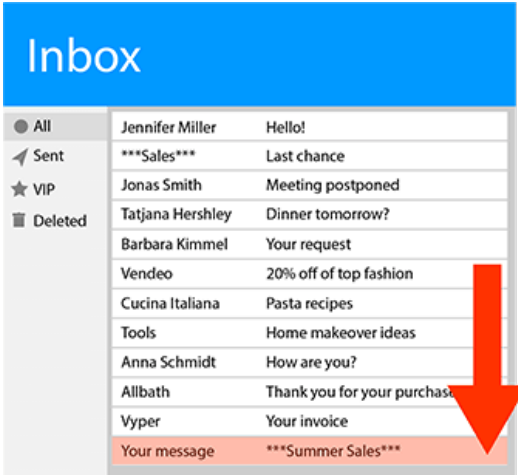 Inbox
All
Sent
VIP
Deleted
Jennifer Miller Hello!
***Sales*** Last chance
Jonas Smith Meeting postponed
Tatjana Hershley Dinner tomorrow?
Barbara Kimmel Your request
Vendeo 20% off of top fashion
Cucina Italiana Pasta recipes
Tools Home makeover ideas
Anna Schmidt How are you?
Allbath Thank you for your purchase
Vyper Your invoice
Your message ***Summer Sales***